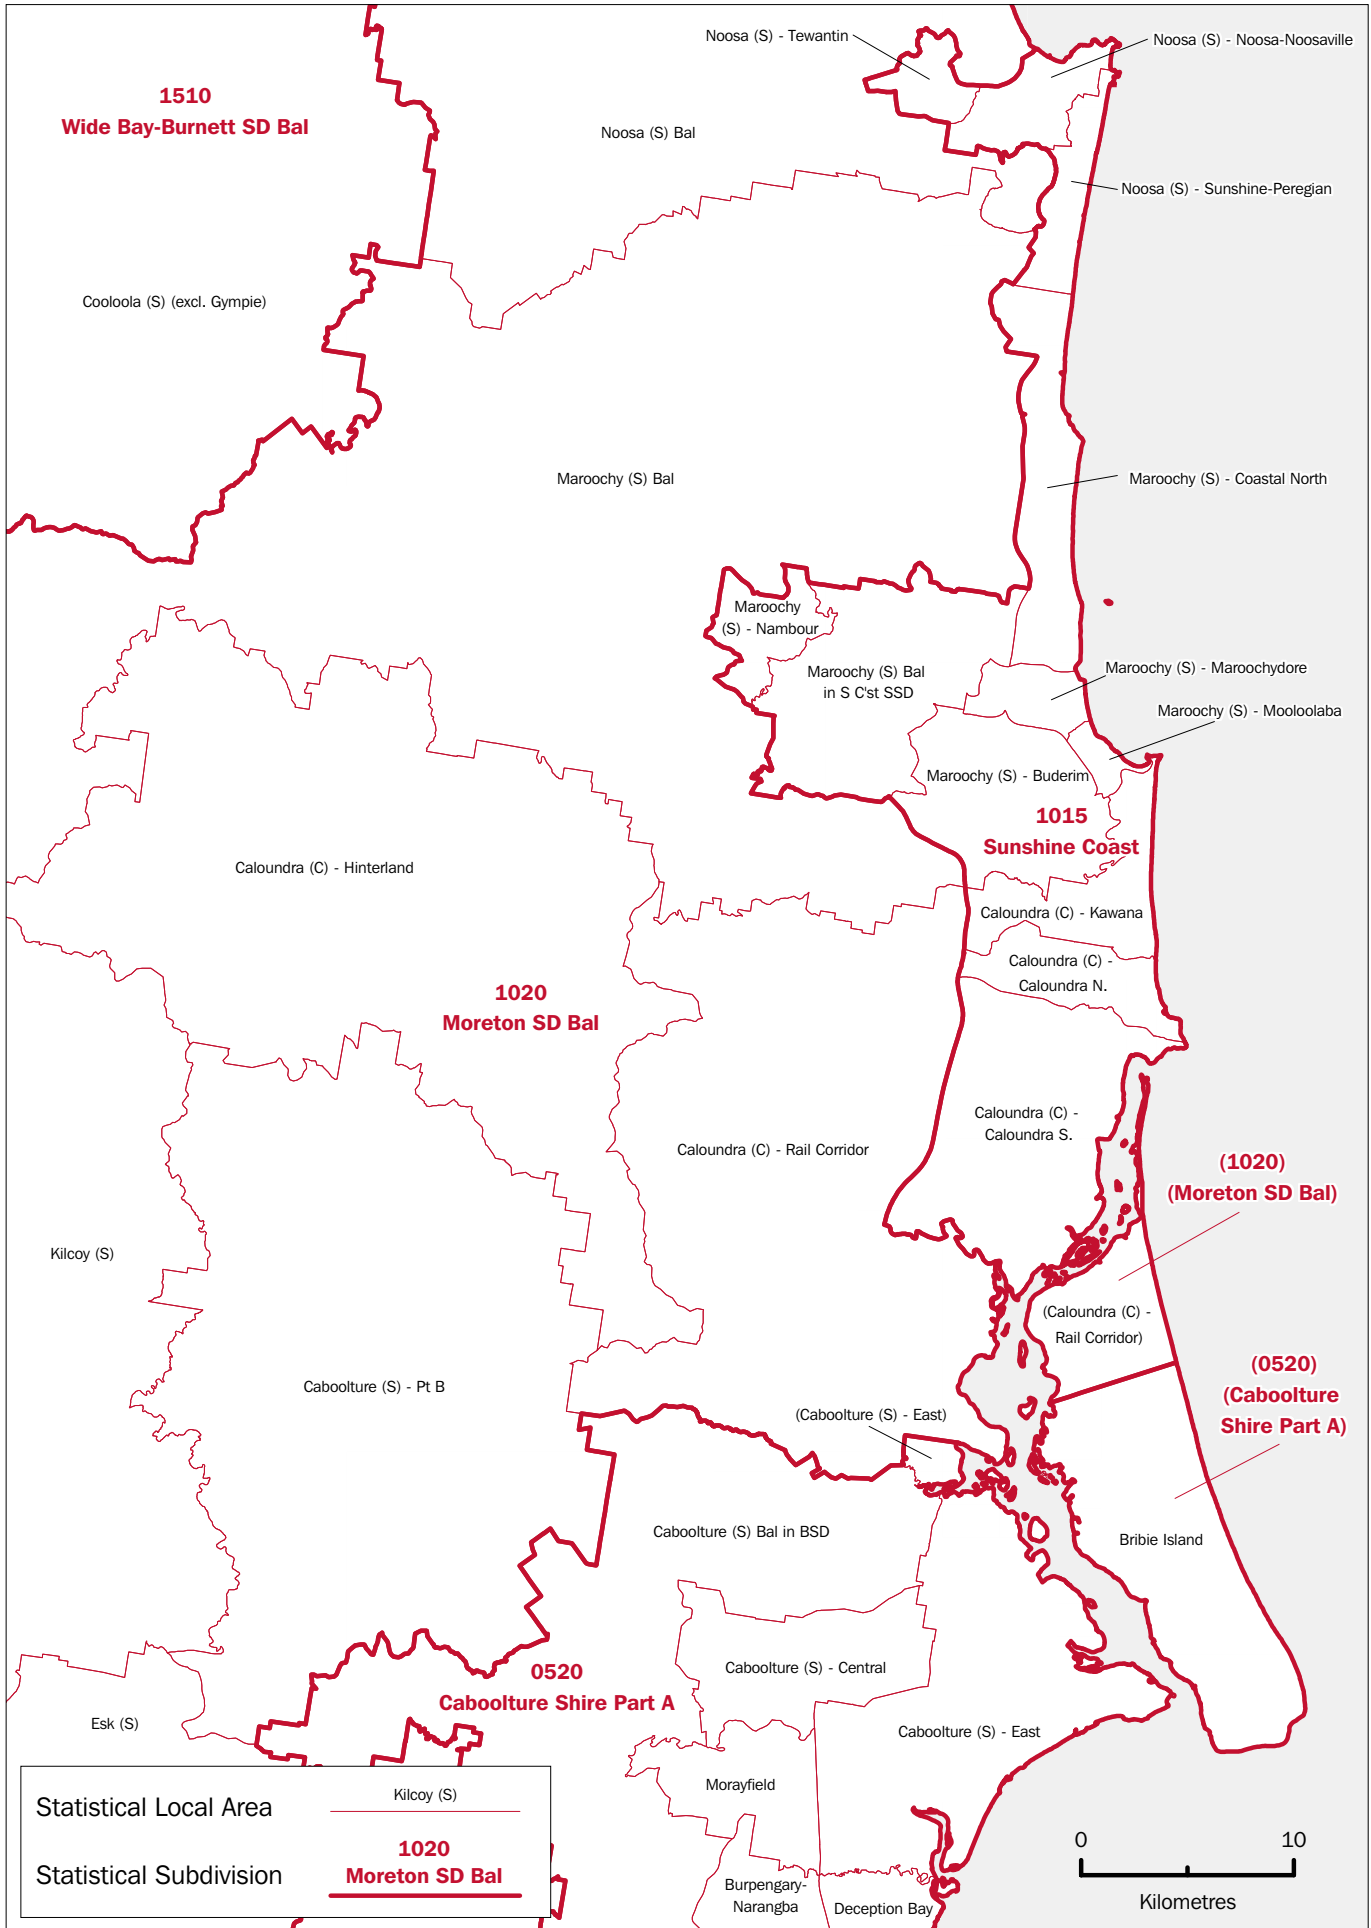 Noosa (S) - Tewantin
Noosa (S) - Noosa-Noosaville
1510
Wide Bay-Burnett SD Bal
Noosa (S) Bal
Noosa (S) - Sunshine-Peregian
Cooloola (S) (excl. Gympie)
Maroochy (S) Bal
Maroochy (S) - Coastal North
Maroochy
(S) - Nambour
Maroochy (S) Bal
in S C'st SSD
Maroochy (S) - Maroochydore
Maroochy (S) - Mooloolaba
Maroochy (S) - Buderim
1015
Sunshine Coast
Caloundra (C) - Hinterland
Caloundra (C) - Kawana
Caloundra (C) -
Caloundra N.
1020
Moreton SD Bal
Caloundra (C) -
Caloundra S.
Caloundra (C) - Rail Corridor
(1020)
(Moreton SD Bal)
Kilcoy (S)
(Caloundra (C) -
Rail Corridor)
(0520)
(Caboolture
Shire Part A)
Caboolture (S) - Pt B
(Caboolture (S) - East)
Caboolture (S) Bal in BSD
Bribie Island
Caboolture (S) - Central
0520
Caboolture Shire Part A
Esk (S)
Caboolture (S) - East
Morayfield
Burpengary-
Narangba
Deception Bay
Statistical Local Area
Kilcoy (S)
Statistical Subdivision
1020
Moreton SD Bal
0 10
Kilometres